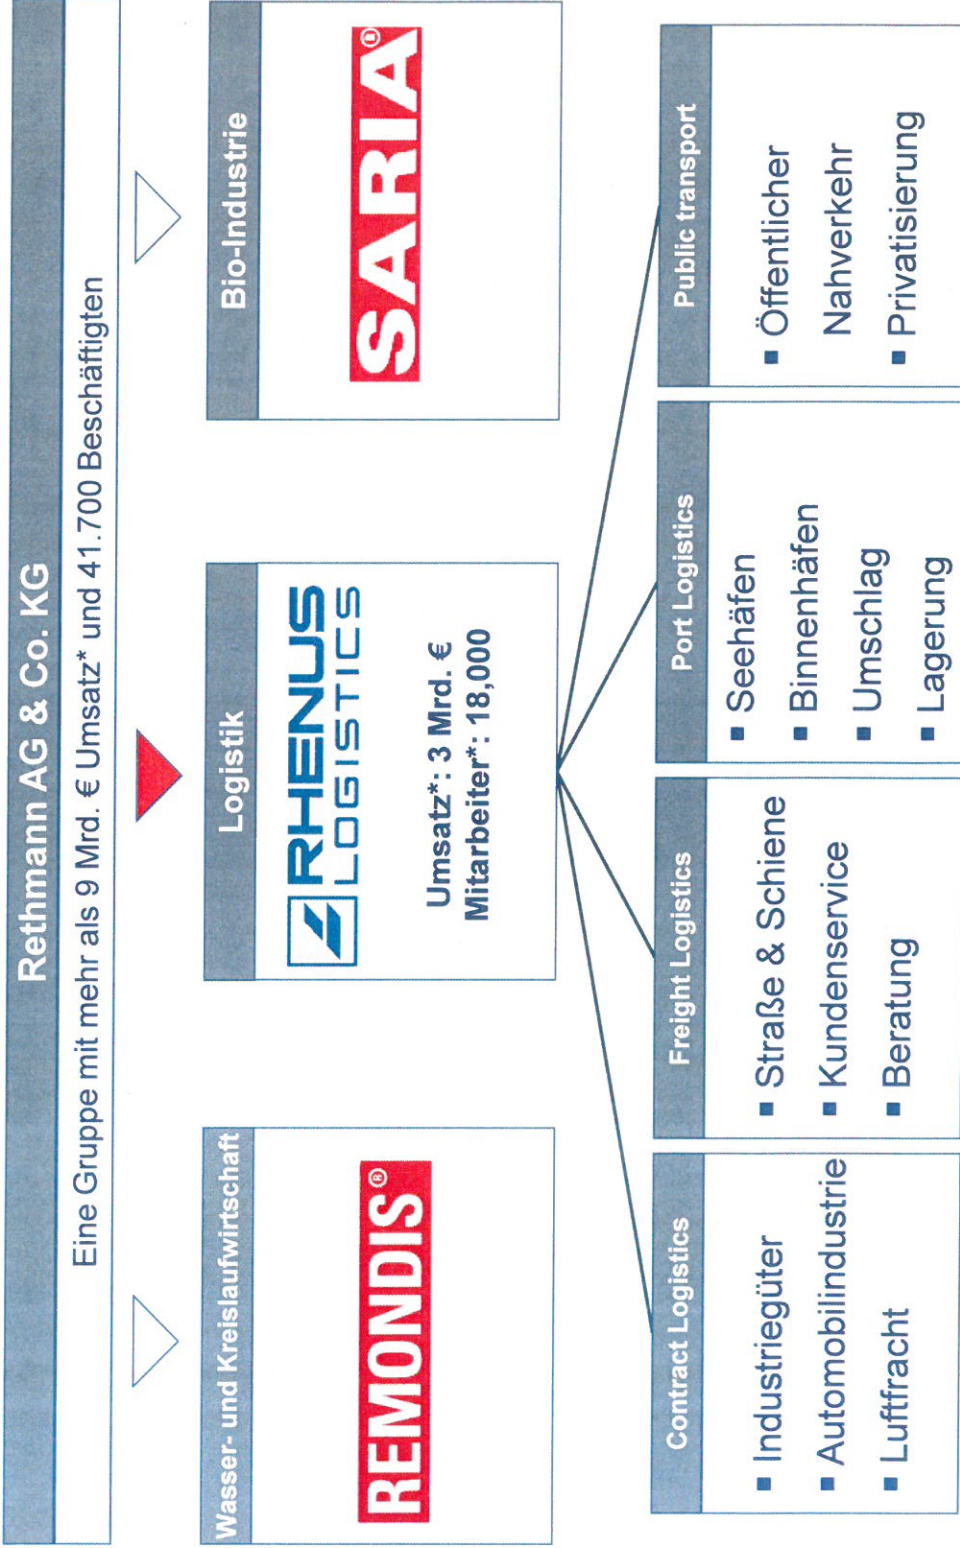 Rethmann AG & Co. KG
Eine Gruppe mit mehr als 9 Mrd. € Umsatz* und 41.700 Beschäftigten
Wasser- und Kreislaufwirtschaft
REMONDIS®
Logistik
RHENUS
LOGISTICS
Umsatz*: 3 Mrd. €
Mitarbeiter*: 18,000
Bio-Industrie
SARIA®
Contract Logistics
▪ Industriegüter
▪ Automobilindustrie
▪ Luftfracht
Freight Logistics
▪ Straße & Schiene
▪ Kundenservice
▪ Beratung
Port Logistics
▪ Seehäfen
▪ Binnenhäfen
▪ Umschlag
▪ Lagerung
Public transport
▪ Öffentlicher
Nahverkehr
▪ Privatisierung